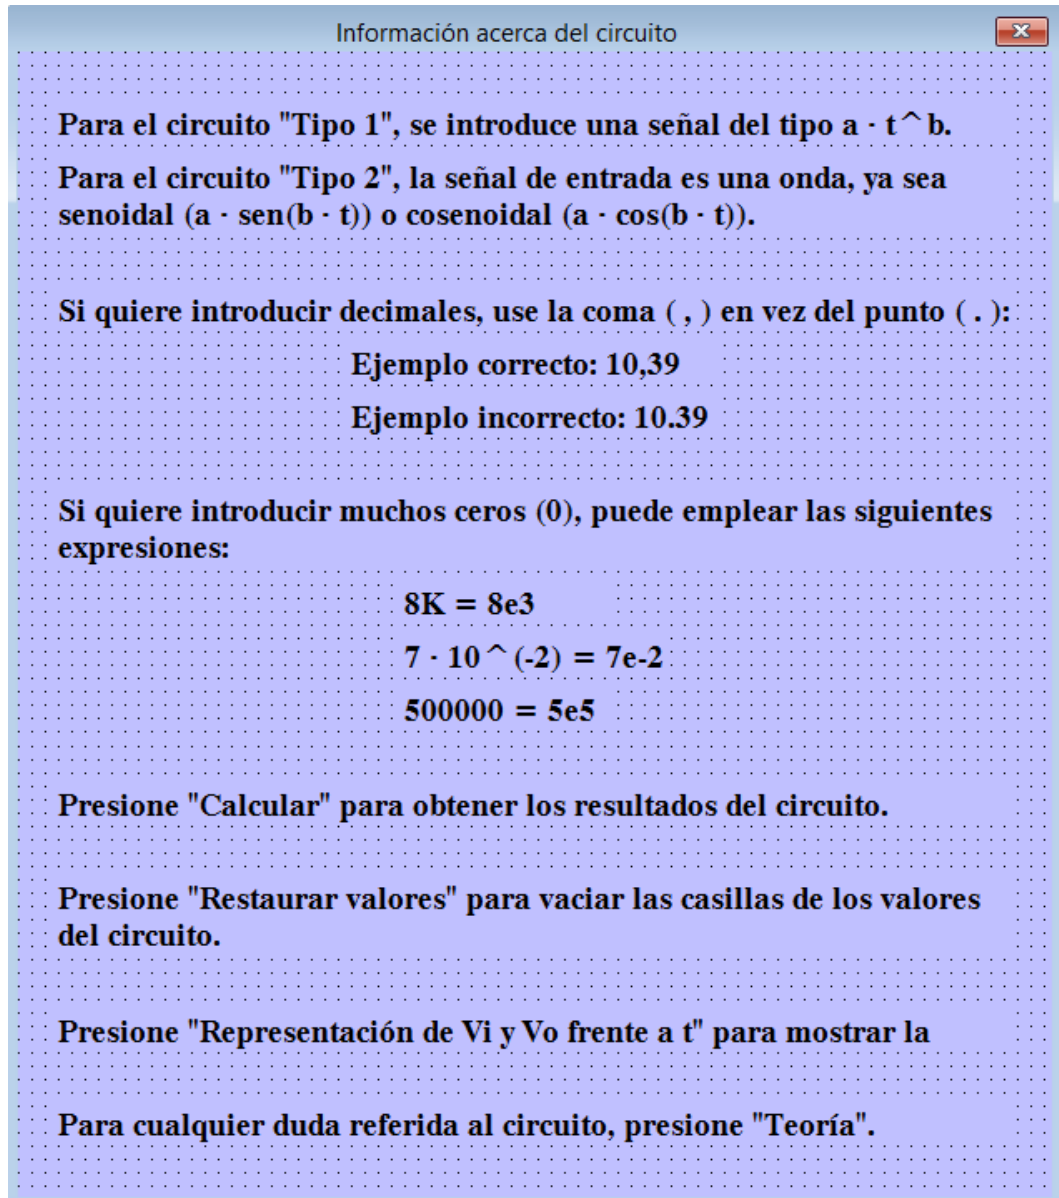 Información acerca del circuito
Para el circuito "Tipo 1", se introduce una señal del tipo a · t^b.
Para el circuito "Tipo 2", la señal de entrada es una onda, ya sea
senoidal (a · sen(b · t)) o cosenoidal (a · cos(b · t)).
Si quiere introducir decimales, use la coma ( , ) en vez del punto ( . ):
Ejemplo correcto: 10,39
Ejemplo incorrecto: 10.39
Si quiere introducir muchos ceros (0), puede emplear las siguientes
expresiones:
8K = 8e3
7 · 10^(-2) = 7e-2
500000 = 5e5
Presione "Calcular" para obtener los resultados del circuito.
Presione "Restaurar valores" para vaciar las casillas de los valores
del circuito.
Presione "Representación de Vi y Vo frente a t" para mostrar la
Para cualquier duda referida al circuito, presione "Teoría".